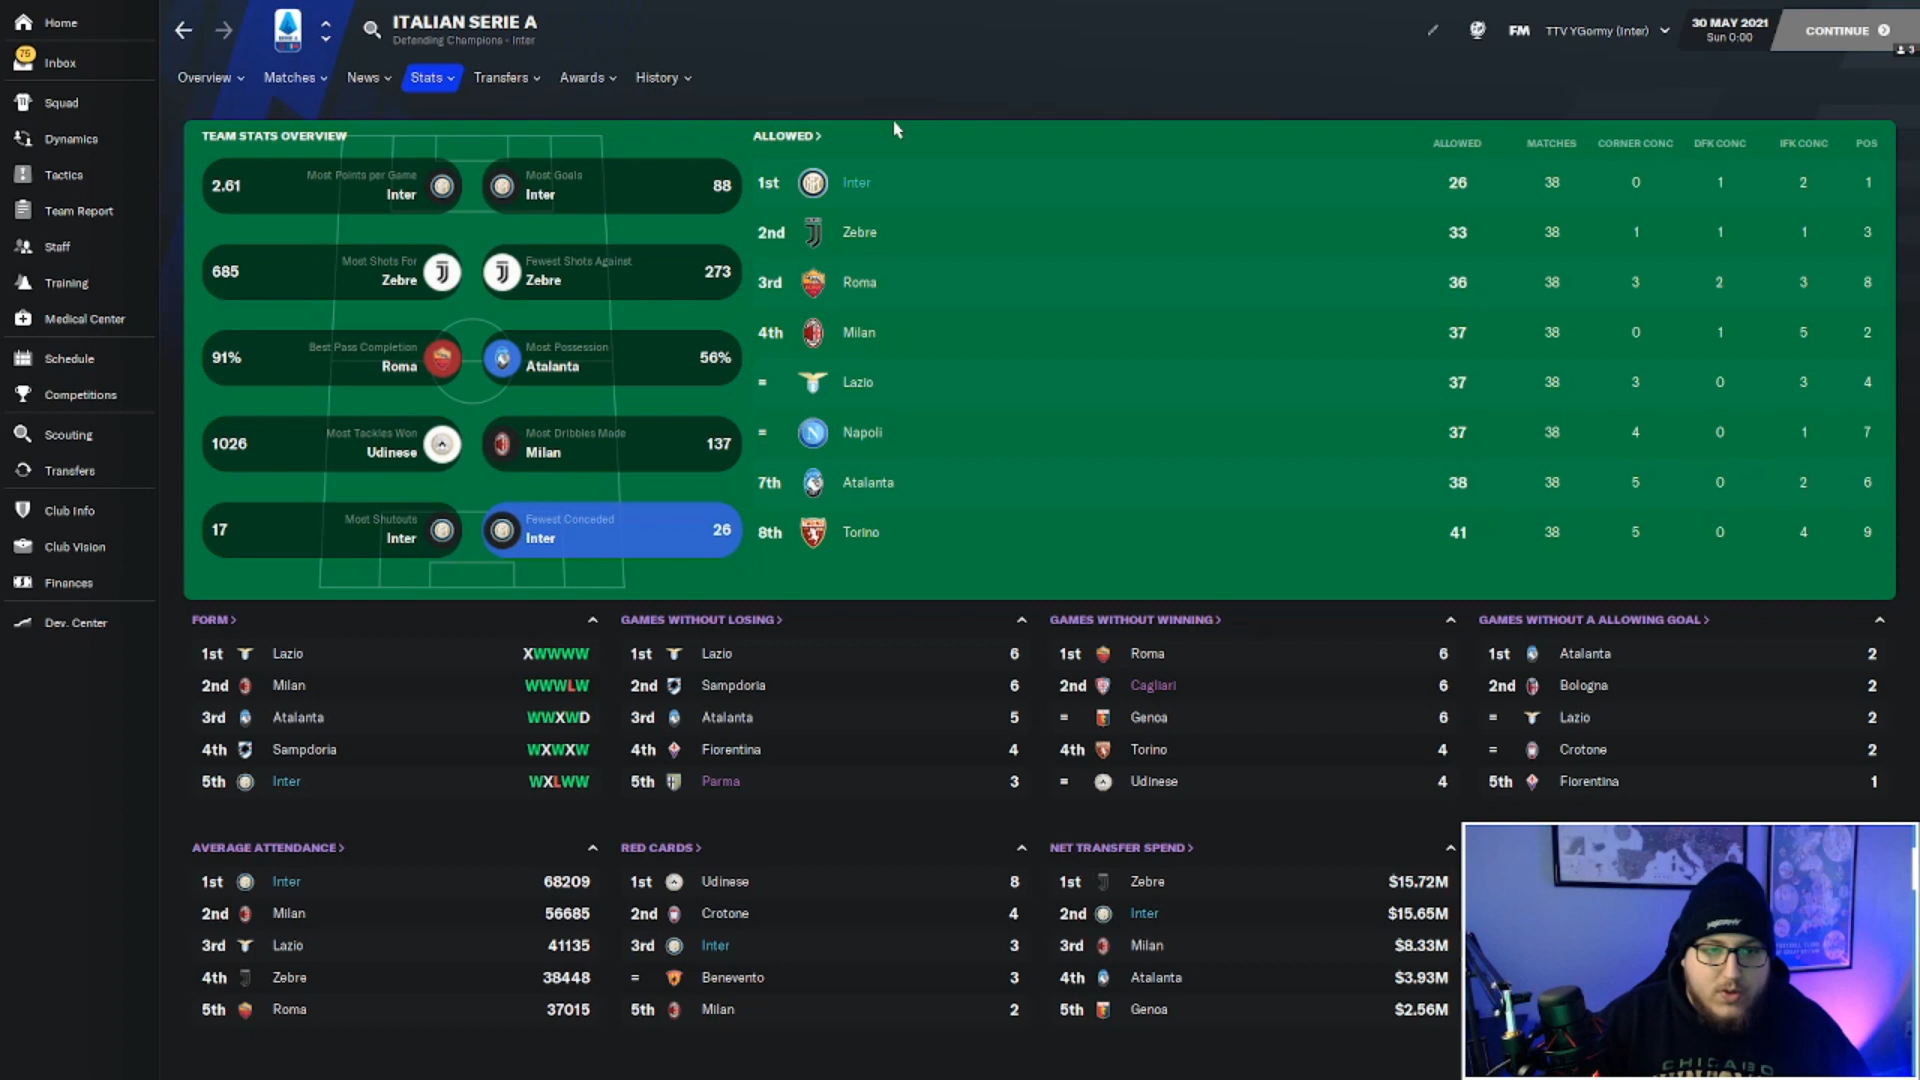 ITALIAN SERIE A
Defending Champions - Inter
FM
TTV YGormy (Inter)
30 MAY 2021
Sun 0:00
CONTINUE
3
Home
75
Inbox
Squad
Dynamics
Tactics
Team Report
Staff
Training
Medical Center
Schedule
Competitions
Scouting
Transfers
Club Info
Club Vision
Finances
Dev. Center
Overview Matches News Stats Transfers Awards History
TEAM STATS OVERVIEW
2.61 Most Points per Game Inter
Most Goals Inter 88
685 Most Shots For Zebre
Fewest Shots Against Zebre 273
91% Best Pass Completion Roma
Most Possession Atalanta 56%
1026 Most Tackles Won Udinese
Most Dribbles Made Milan 137
17 Most Shutouts Inter
Fewest Conceded Inter 26
ALLOWED > ALLOWED MATCHES CORNER CONC DFK CONC IFK CONC POS
1st Inter 26 38 0 1 2 1
2nd Zebre 33 38 1 1 1 3
3rd Roma 36 38 3 2 3 8
4th Milan 37 38 0 1 5 2
= Lazio 37 38 3 0 3 4
= Napoli 37 38 4 0 1 7
7th Atalanta 38 38 5 0 2 6
8th Torino 41 38 5 0 4 9
FORM >
1st Lazio XWWWW
2nd Milan WWWLW
3rd Atalanta WWXWD
4th Sampdoria WXWXW
5th Inter WXLWW
GAMES WITHOUT LOSING >
1st Lazio 6
2nd Sampdoria 6
3rd Atalanta 5
4th Fiorentina 4
5th Parma 3
GAMES WITHOUT WINNING >
1st Roma 6
2nd Cagliari 6
= Genoa 6
4th Torino 4
= Udinese 4
GAMES WITHOUT A ALLOWING GOAL >
1st Atalanta 2
2nd Bologna 2
= Lazio 2
= Crotone 2
5th Fiorentina 1
AVERAGE ATTENDANCE >
1st Inter 68209
2nd Milan 56685
3rd Lazio 41135
4th Zebre 38448
5th Roma 37015
RED CARDS >
1st Udinese 8
2nd Crotone 4
3rd Inter 3
= Benevento 3
5th Milan 2
NET TRANSFER SPEND >
1st Zebre $15.72M
2nd Inter $15.65M
3rd Milan $8.33M
4th Atalanta $3.93M
5th Genoa $2.56M
CHICAGO